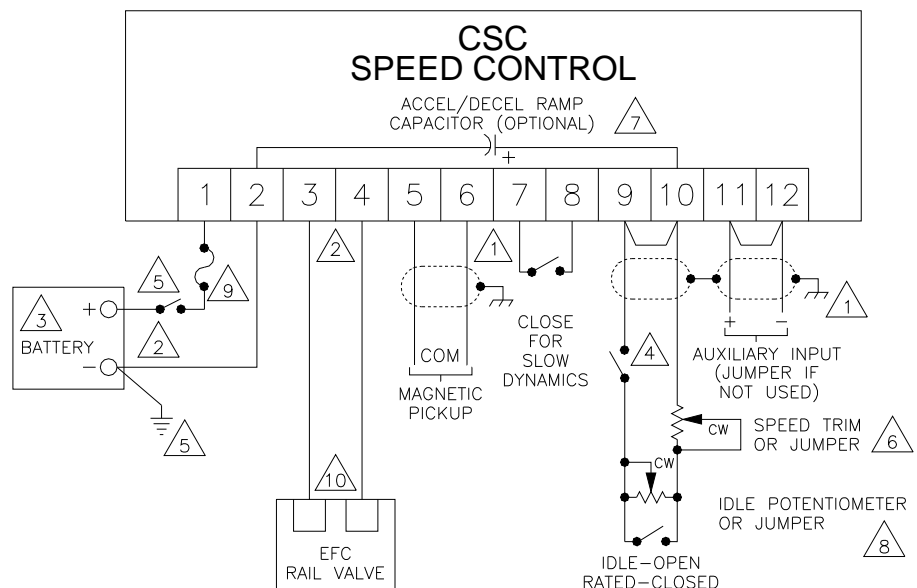 CSC
SPEED CONTROL
ACCEL/DECEL RAMP
CAPACITOR (OPTIONAL)
7
+
1 2 3 4 5 6 7 8 9 10 11 12
2
1
5
9
3
+
BATTERY
2
-
5
COM
MAGNETIC
PICKUP
CLOSE
FOR
SLOW
DYNAMICS
4
1
+ -
AUXILIARY INPUT
(JUMPER IF
NOT USED)
CW
SPEED TRIM
OR JUMPER
6
CW
IDLE POTENTIOMETER
OR JUMPER
8
10
EFC
RAIL VALVE
IDLE-OPEN
RATED-CLOSED